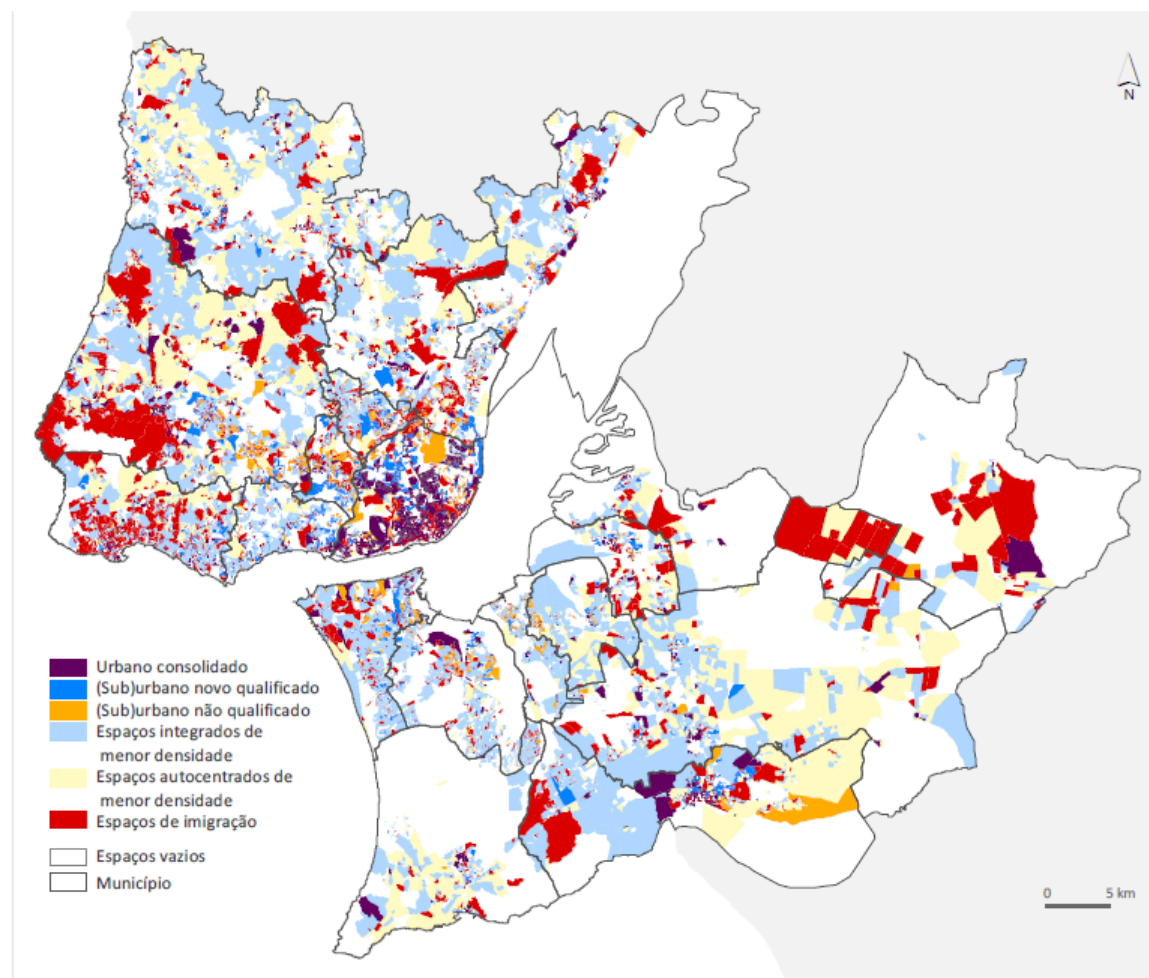 N
Urbano consolidado
(Sub)urbano novo qualificado
(Sub)urbano não qualificado
Espaços integrados de
menor densidade
Espaços autocentrados de
menor densidade
Espaços de imigração
Espaços vazios
Município
0 5 km